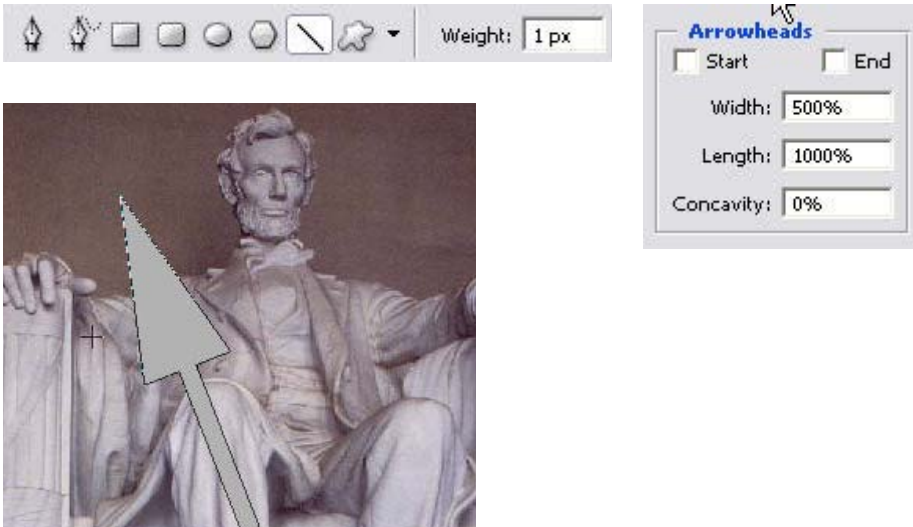 Weight: 1 px
Arrowheads
Start End
Width: 500%
Length: 1000%
Concavity: 0%